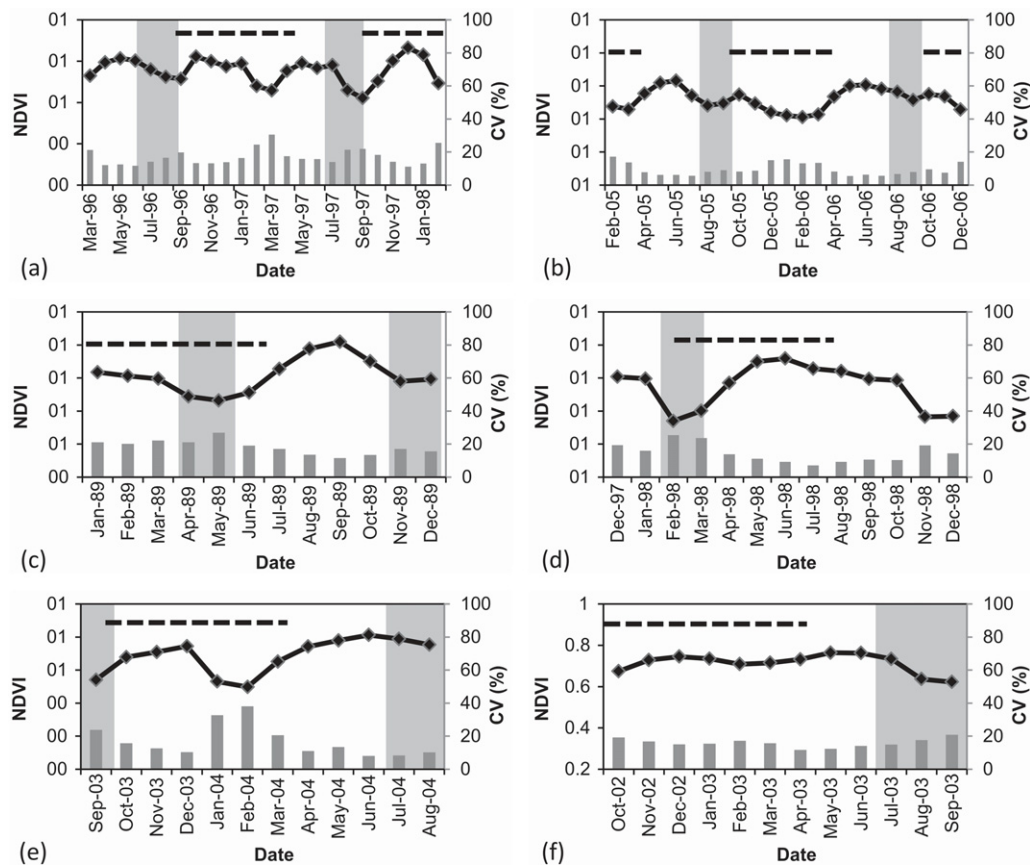 01
01
01
00
00
NDVI
100
80
60
40
20
0
CV (%)
Mar-96
May-96
Jul-96
Sep-96
Nov-96
Jan-97
Mar-97
May-97
Jul-97
Sep-97
Nov-97
Jan-98
Date
(a)
01
01
01
01
01
01
NDVI
100
80
60
40
20
0
CV (%)
Feb-05
Apr-05
Jun-05
Aug-05
Oct-05
Dec-05
Feb-06
Apr-06
Jun-06
Aug-06
Oct-06
Dec-06
Date
(b)
01
01
01
01
01
00
NDVI
100
80
60
40
20
0
CV (%)
Jan-89
Feb-89
Mar-89
Apr-89
May-89
Jun-89
Jul-89
Aug-89
Sep-89
Oct-89
Nov-89
Dec-89
Date
(c)
01
01
01
01
01
01
NDVI
100
80
60
40
20
0
CV (%)
Dec-97
Jan-98
Feb-98
Mar-98
Apr-98
May-98
Jun-98
Jul-98
Aug-98
Sep-98
Oct-98
Nov-98
Dec-98
Date
(d)
01
01
01
00
00
00
NDVI
100
80
60
40
20
0
CV (%)
Sep-03
Oct-03
Nov-03
Dec-03
Jan-04
Feb-04
Mar-04
Apr-04
May-04
Jun-04
Jul-04
Aug-04
Date
(e)
1
0.8
0.6
0.4
0.2
NDVI
100
80
60
40
20
0
CV (%)
Oct-02
Nov-02
Dec-02
Jan-03
Feb-03
Mar-03
Apr-03
May-03
Jun-03
Jul-03
Aug-03
Sep-03
Date
(f)